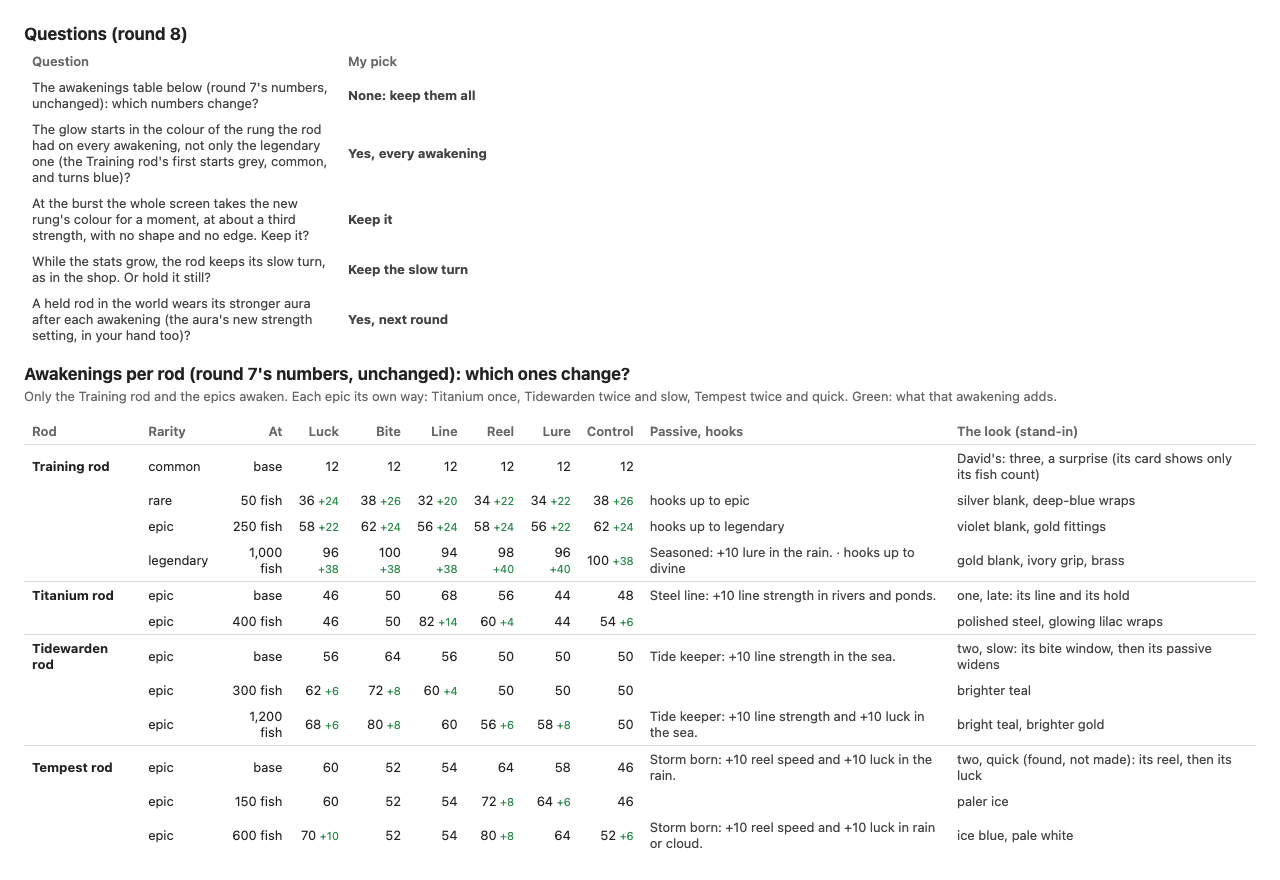 Questions (round 8)
Question My pick
The awakenings table below (round 7's numbers,
unchanged): which numbers change?
None: keep them all
The glow starts in the colour of the rung the rod
had on every awakening, not only the legendary
one (the Training rod's first starts grey, common,
and turns blue)?
Yes, every awakening
At the burst the whole screen takes the new
rung's colour for a moment, at about a third
strength, with no shape and no edge. Keep it?
Keep it
While the stats grow, the rod keeps its slow turn,
as in the shop. Or hold it still?
Keep the slow turn
A held rod in the world wears its stronger aura
after each awakening (the aura's new strength
setting, in your hand too)?
Yes, next round
Awakenings per rod (round 7's numbers, unchanged): which ones change?
Only the Training rod and the epics awaken. Each epic its own way: Titanium once, Tidewarden twice and slow, Tempest twice and quick. Green: what that awakening adds.
Rod Rarity At Luck Bite Line Reel Lure Control Passive, hooks The look (stand-in)
Training rod common base 12 12 12 12 12 12 David's: three, a surprise (its card shows only
its fish count)
rare 50 fish 36 +24 38 +26 32 +20 34 +22 34 +22 38 +26 hooks up to epic silver blank, deep-blue wraps
epic 250 fish 58 +22 62 +24 56 +24 58 +24 56 +22 62 +24 hooks up to legendary violet blank, gold fittings
legendary 1,000 fish 96 +38 100 +38 94 +38 98 +40 96 +40 100 +38 Seasoned: +10 lure in the rain. · hooks up to
divine
gold blank, ivory grip, brass
Titanium rod epic base 46 50 68 56 44 48 Steel line: +10 line strength in rivers and ponds. one, late: its line and its hold
epic 400 fish 46 50 82 +14 60 +4 44 54 +6 polished steel, glowing lilac wraps
Tidewarden rod epic base 56 64 56 50 50 50 Tide keeper: +10 line strength in the sea. two, slow: its bite window, then its passive
widens
epic 300 fish 62 +6 72 +8 60 +4 50 50 50 brighter teal
epic 1,200 fish 68 +6 80 +8 60 56 +6 58 +8 50 Tide keeper: +10 line strength and +10 luck in
the sea.
bright teal, brighter gold
Tempest rod epic base 60 52 54 64 58 46 Storm born: +10 reel speed and +10 luck in the
rain.
two, quick (found, not made): its reel, then its
luck
epic 150 fish 60 52 54 72 +8 64 +6 46 paler ice
epic 600 fish 70 +10 52 54 80 +8 64 52 +6 Storm born: +10 reel speed and +10 luck in rain
or cloud.
ice blue, pale white